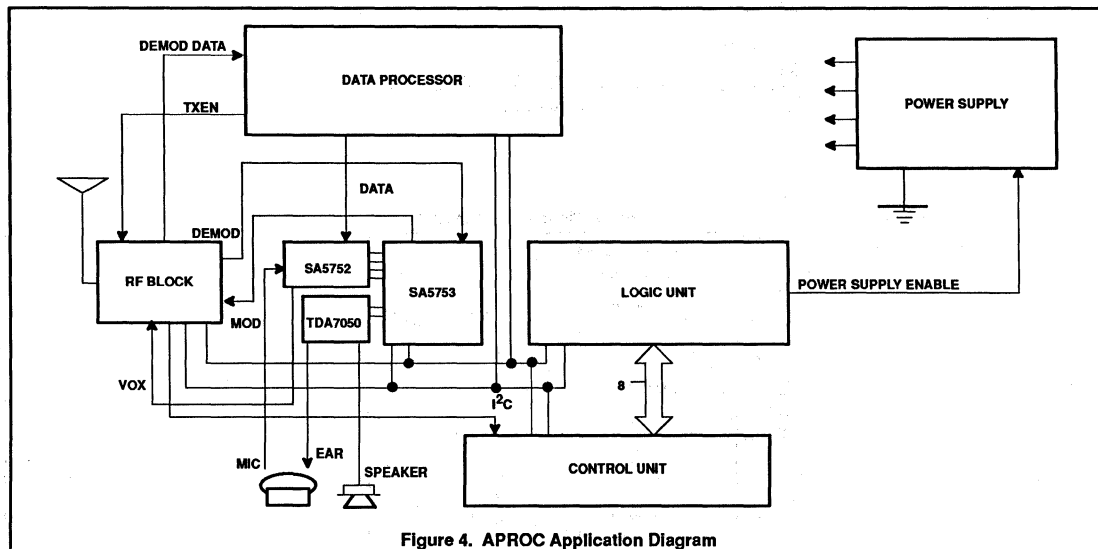 DEMOD DATA
DATA PROCESSOR
POWER SUPPLY
TXEN
DATA
DEMOD
RF BLOCK
SA5752
SA5753
LOGIC UNIT
POWER SUPPLY ENABLE
MOD
TDA7050
VOX
8
I²C
MIC
EAR
SPEAKER
CONTROL UNIT
Figure 4. APROC Application Diagram